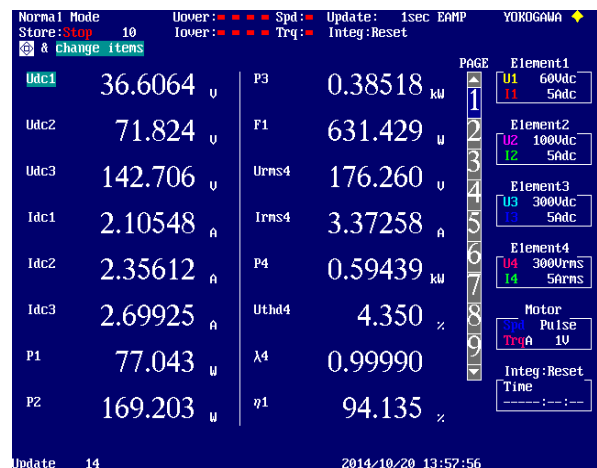 Normal Mode Uover: Spd: Update: 1sec EAMP YOKOGAWA
Store:Stop 10 Iover: Trq: Integ:Reset
& change items
PAGE
Udc1 36.6064 V
Udc2 71.824 V
Udc3 142.706 V
Idc1 2.10548 A
Idc2 2.35612 A
Idc3 2.69925 A
P1 77.043 W
P2 169.203 W
P3 0.38518 kW
F1 631.429 W
Urms4 176.260 V
Irms4 3.37258 A
P4 0.59439 kW
Uthd4 4.350 %
λ4 0.99990
η1 94.135 %
1
2
3
4
5
6
7
8
9
Element1
U1 60Vdc
I1 5Adc
Element2
U2 100Vdc
I2 5Adc
Element3
U3 300Vdc
I3 5Adc
Element4
U4 300Vrms
I4 5Arms
Motor
Spd Pulse
TrqA 1V
Integ:Reset
Time
-----:--:--
Update 14 2014/10/20 13:57:56